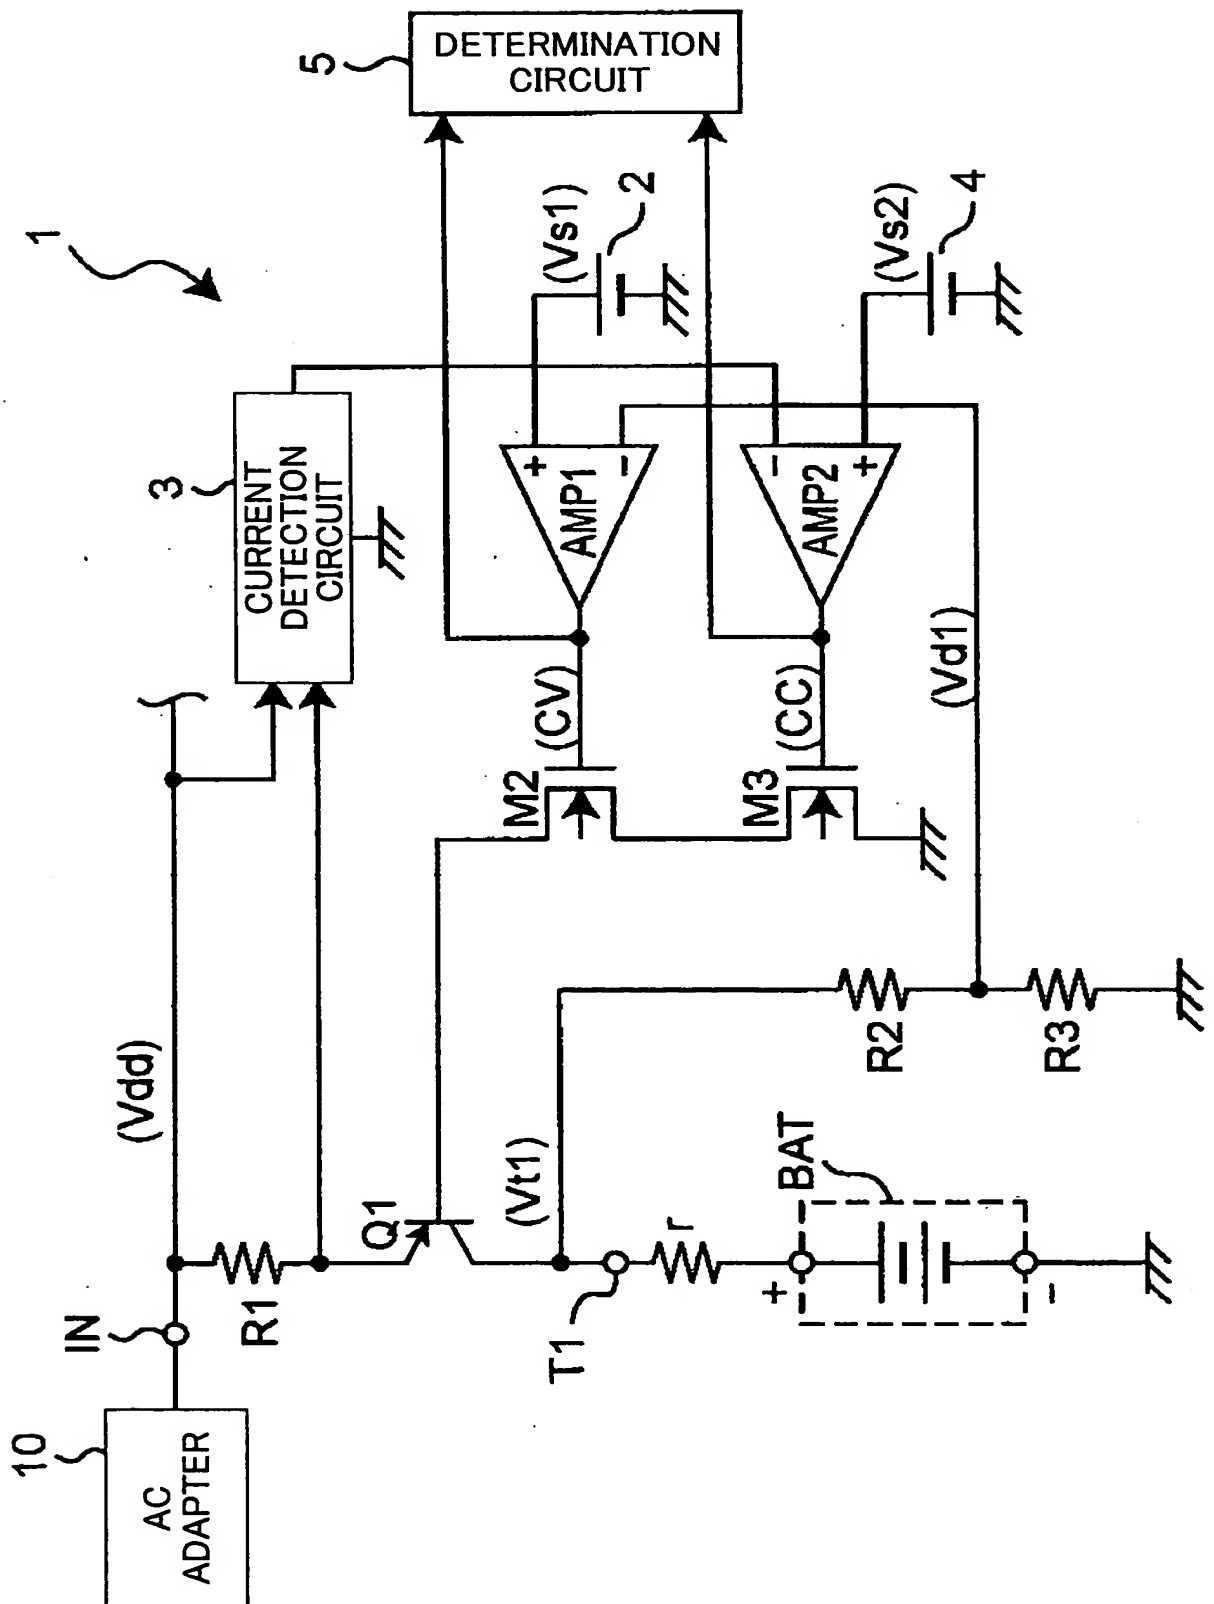 1
10
AC
ADAPTER
IN
(Vdd)
R1
3
CURRENT
DETECTION
CIRCUIT
5
DETERMINATION
CIRCUIT
Q1
(Vt1)
T1
r
BAT
+
-
R2
R3
(Vd1)
M2
(CV)
M3
(CC)
+
-
AMP1
-
+
AMP2
(Vs1)
2
(Vs2)
4